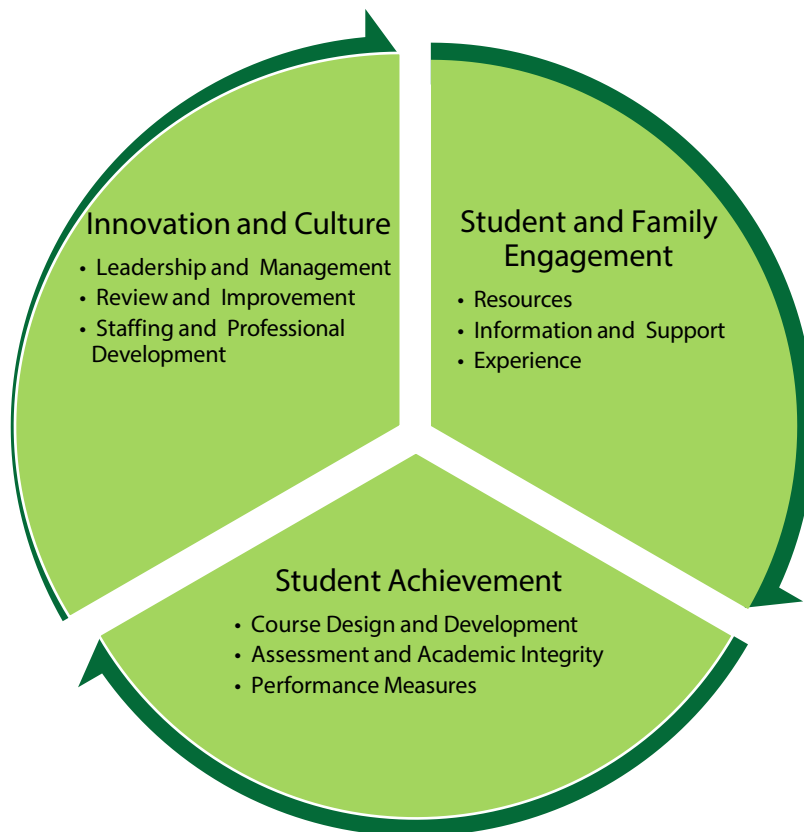 Innovation and Culture
• Leadership and Management
• Review and Improvement
• Staffing and Professional
Development
Student and Family
Engagement
• Resources
• Information and Support
• Experience
Student Achievement
• Course Design and Development
• Assessment and Academic Integrity
• Performance Measures